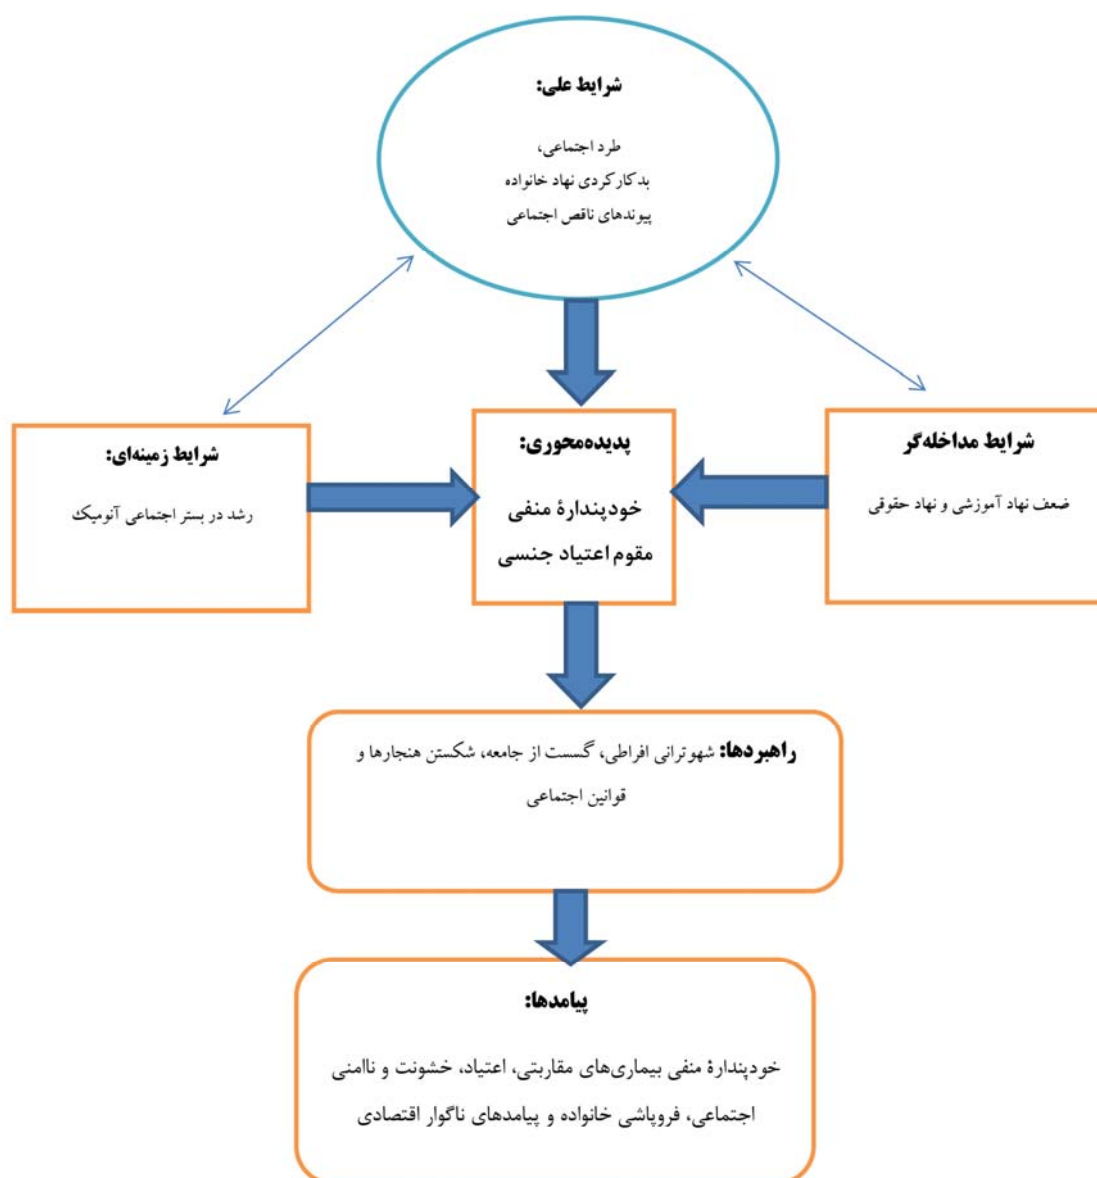 شرایط علی:
طرد اجتماعی،
بدکارکردی نهاد خانواده
پیوندهای ناقص اجتماعی
شرایط مداخله‌گر
ضعف نهاد آموزشی و نهاد حقوقی
پدیده‌محوری:
خودپندارۀ منفی
مقوم اعتیاد جنسی
شرایط زمینه‌ای:
رشد در بستر اجتماعی آنومیک
راهبردها: شهوترانی افراطی، گسست از جامعه، شکستن هنجارها و
قوانین اجتماعی
پیامدها:
خودپندارۀ منفی بیماری‌های مقاربتی، اعتیاد، خشونت و ناامنی
اجتماعی، فروپاشی خانواده و پیامدهای ناگوار اقتصادی